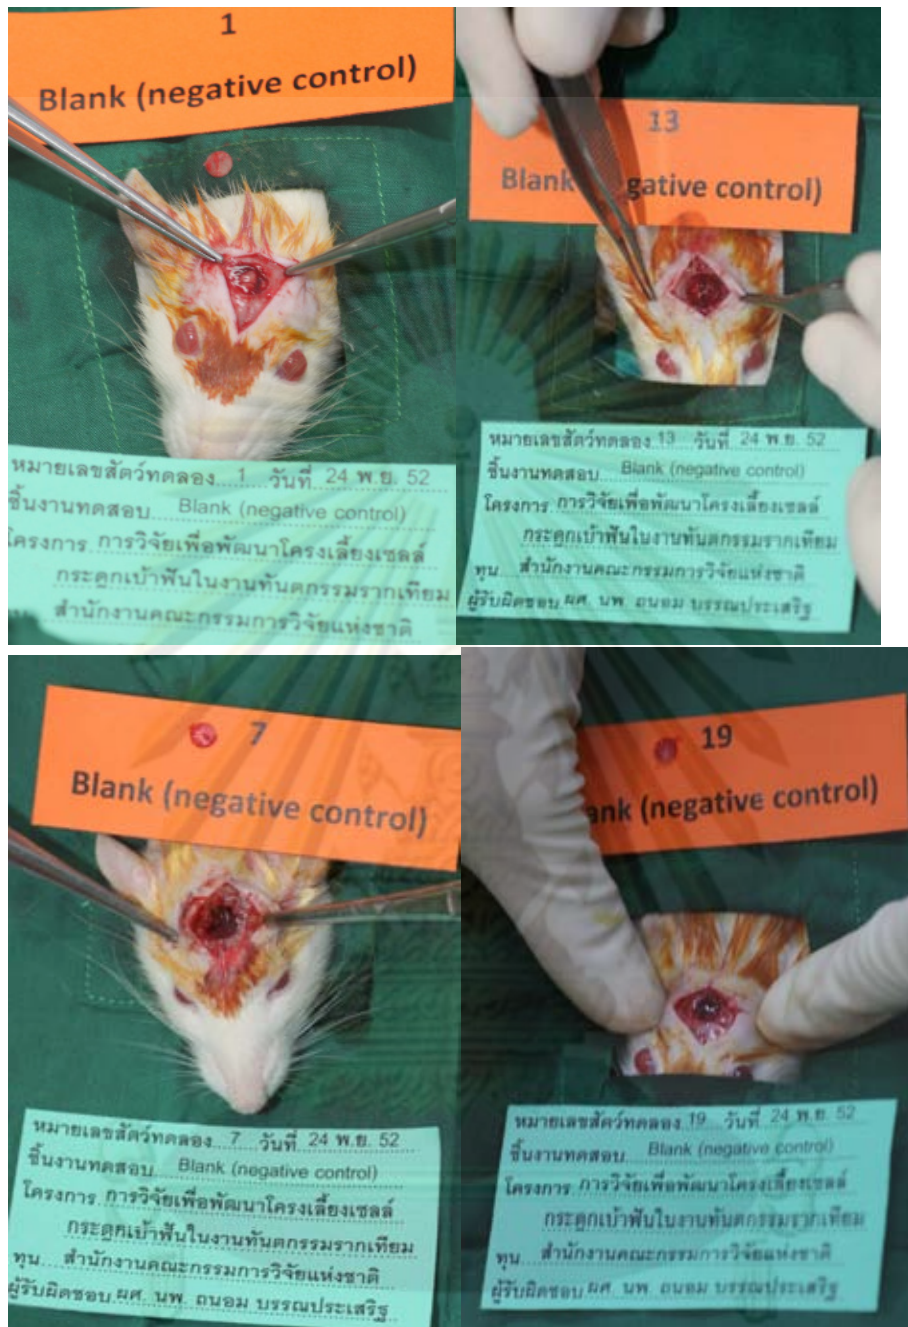 1
Blank (negative control)
หมายเลขสัตว์ทดลอง 1 วันที่ 24 พ.ย. 52
ชิ้นงานทดสอบ Blank (negative control)
โครงการ การวิจัยเพื่อพัฒนาโครงเลี้ยงเซลล์
กระดูกเบ้าฟันในงานทันตกรรมรากเทียม
สำนักงานคณะกรรมการวิจัยแห่งชาติ
13
Blank gative control)
หมายเลขสัตว์ทดลอง 13 วันที่ 24 พ.ย. 52
ชิ้นงานทดสอบ Blank (negative control)
โครงการ การวิจัยเพื่อพัฒนาโครงเลี้ยงเซลล์
กระดูกเบ้าฟันในงานทันตกรรมรากเทียม
ทุน สำนักงานคณะกรรมการวิจัยแห่งชาติ
ผู้รับผิดชอบ ผศ. นพ. ถนอม บรรณประเสริฐ
7
Blank (negative control)
หมายเลขสัตว์ทดลอง 7 วันที่ 24 พ.ย. 52
ชิ้นงานทดสอบ Blank (negative control)
โครงการ การวิจัยเพื่อพัฒนาโครงเลี้ยงเซลล์
กระดูกเบ้าฟันในงานทันตกรรมรากเทียม
ทุน สำนักงานคณะกรรมการวิจัยแห่งชาติ
ผู้รับผิดชอบ ผศ. นพ. ถนอม บรรณประเสริฐ
19
ank (negative control)
หมายเลขสัตว์ทดลอง 19 วันที่ 24 พ.ย. 52
ชิ้นงานทดสอบ Blank (negative control)
โครงการ การวิจัยเพื่อพัฒนาโครงเลี้ยงเซลล์
กระดูกเบ้าฟันในงานทันตกรรมรากเทียม
ทุน สำนักงานคณะกรรมการวิจัยแห่งชาติ
ผู้รับผิดชอบ ผศ. นพ. ถนอม บรรณประเสริฐ